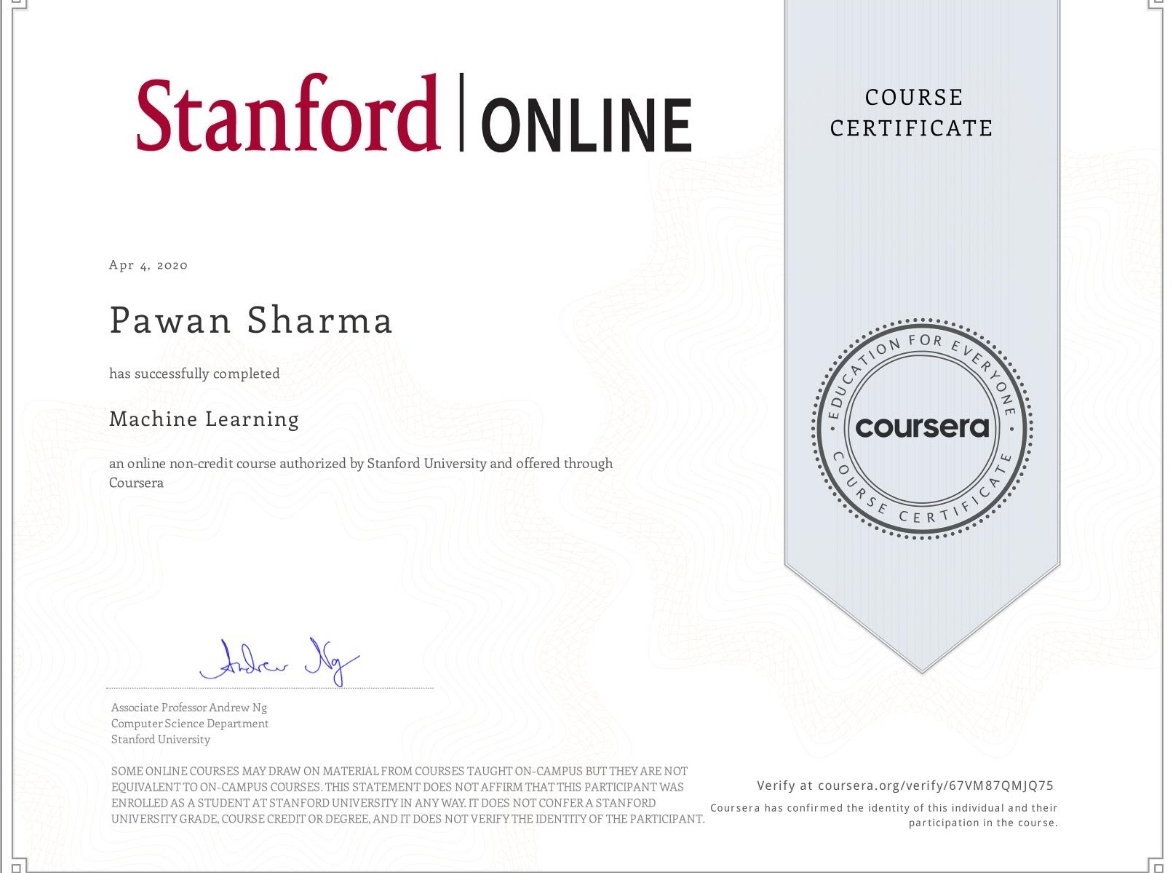 Stanford | ONLINE
COURSE
CERTIFICATE
Apr 4, 2020
Pawan Sharma
has successfully completed
Machine Learning
an online non-credit course authorized by Stanford University and offered through
Coursera
EDUCATION FOR EVERYONE
coursera
COURSE CERTIFICATE
Andrew Ng
Associate Professor Andrew Ng
Computer Science Department
Stanford University
SOME ONLINE COURSES MAY DRAW ON MATERIAL FROM COURSES TAUGHT ON-CAMPUS BUT THEY ARE NOT
EQUIVALENT TO ON-CAMPUS COURSES. THIS STATEMENT DOES NOT AFFIRM THAT THIS PARTICIPANT WAS
ENROLLED AS A STUDENT AT STANFORD UNIVERSITY IN ANY WAY. IT DOES NOT CONFER A STANFORD
UNIVERSITY GRADE, COURSE CREDIT OR DEGREE, AND IT DOES NOT VERIFY THE IDENTITY OF THE PARTICIPANT.
Verify at coursera.org/verify/67VM87QMJQ75
Coursera has confirmed the identity of this individual and their
participation in the course.